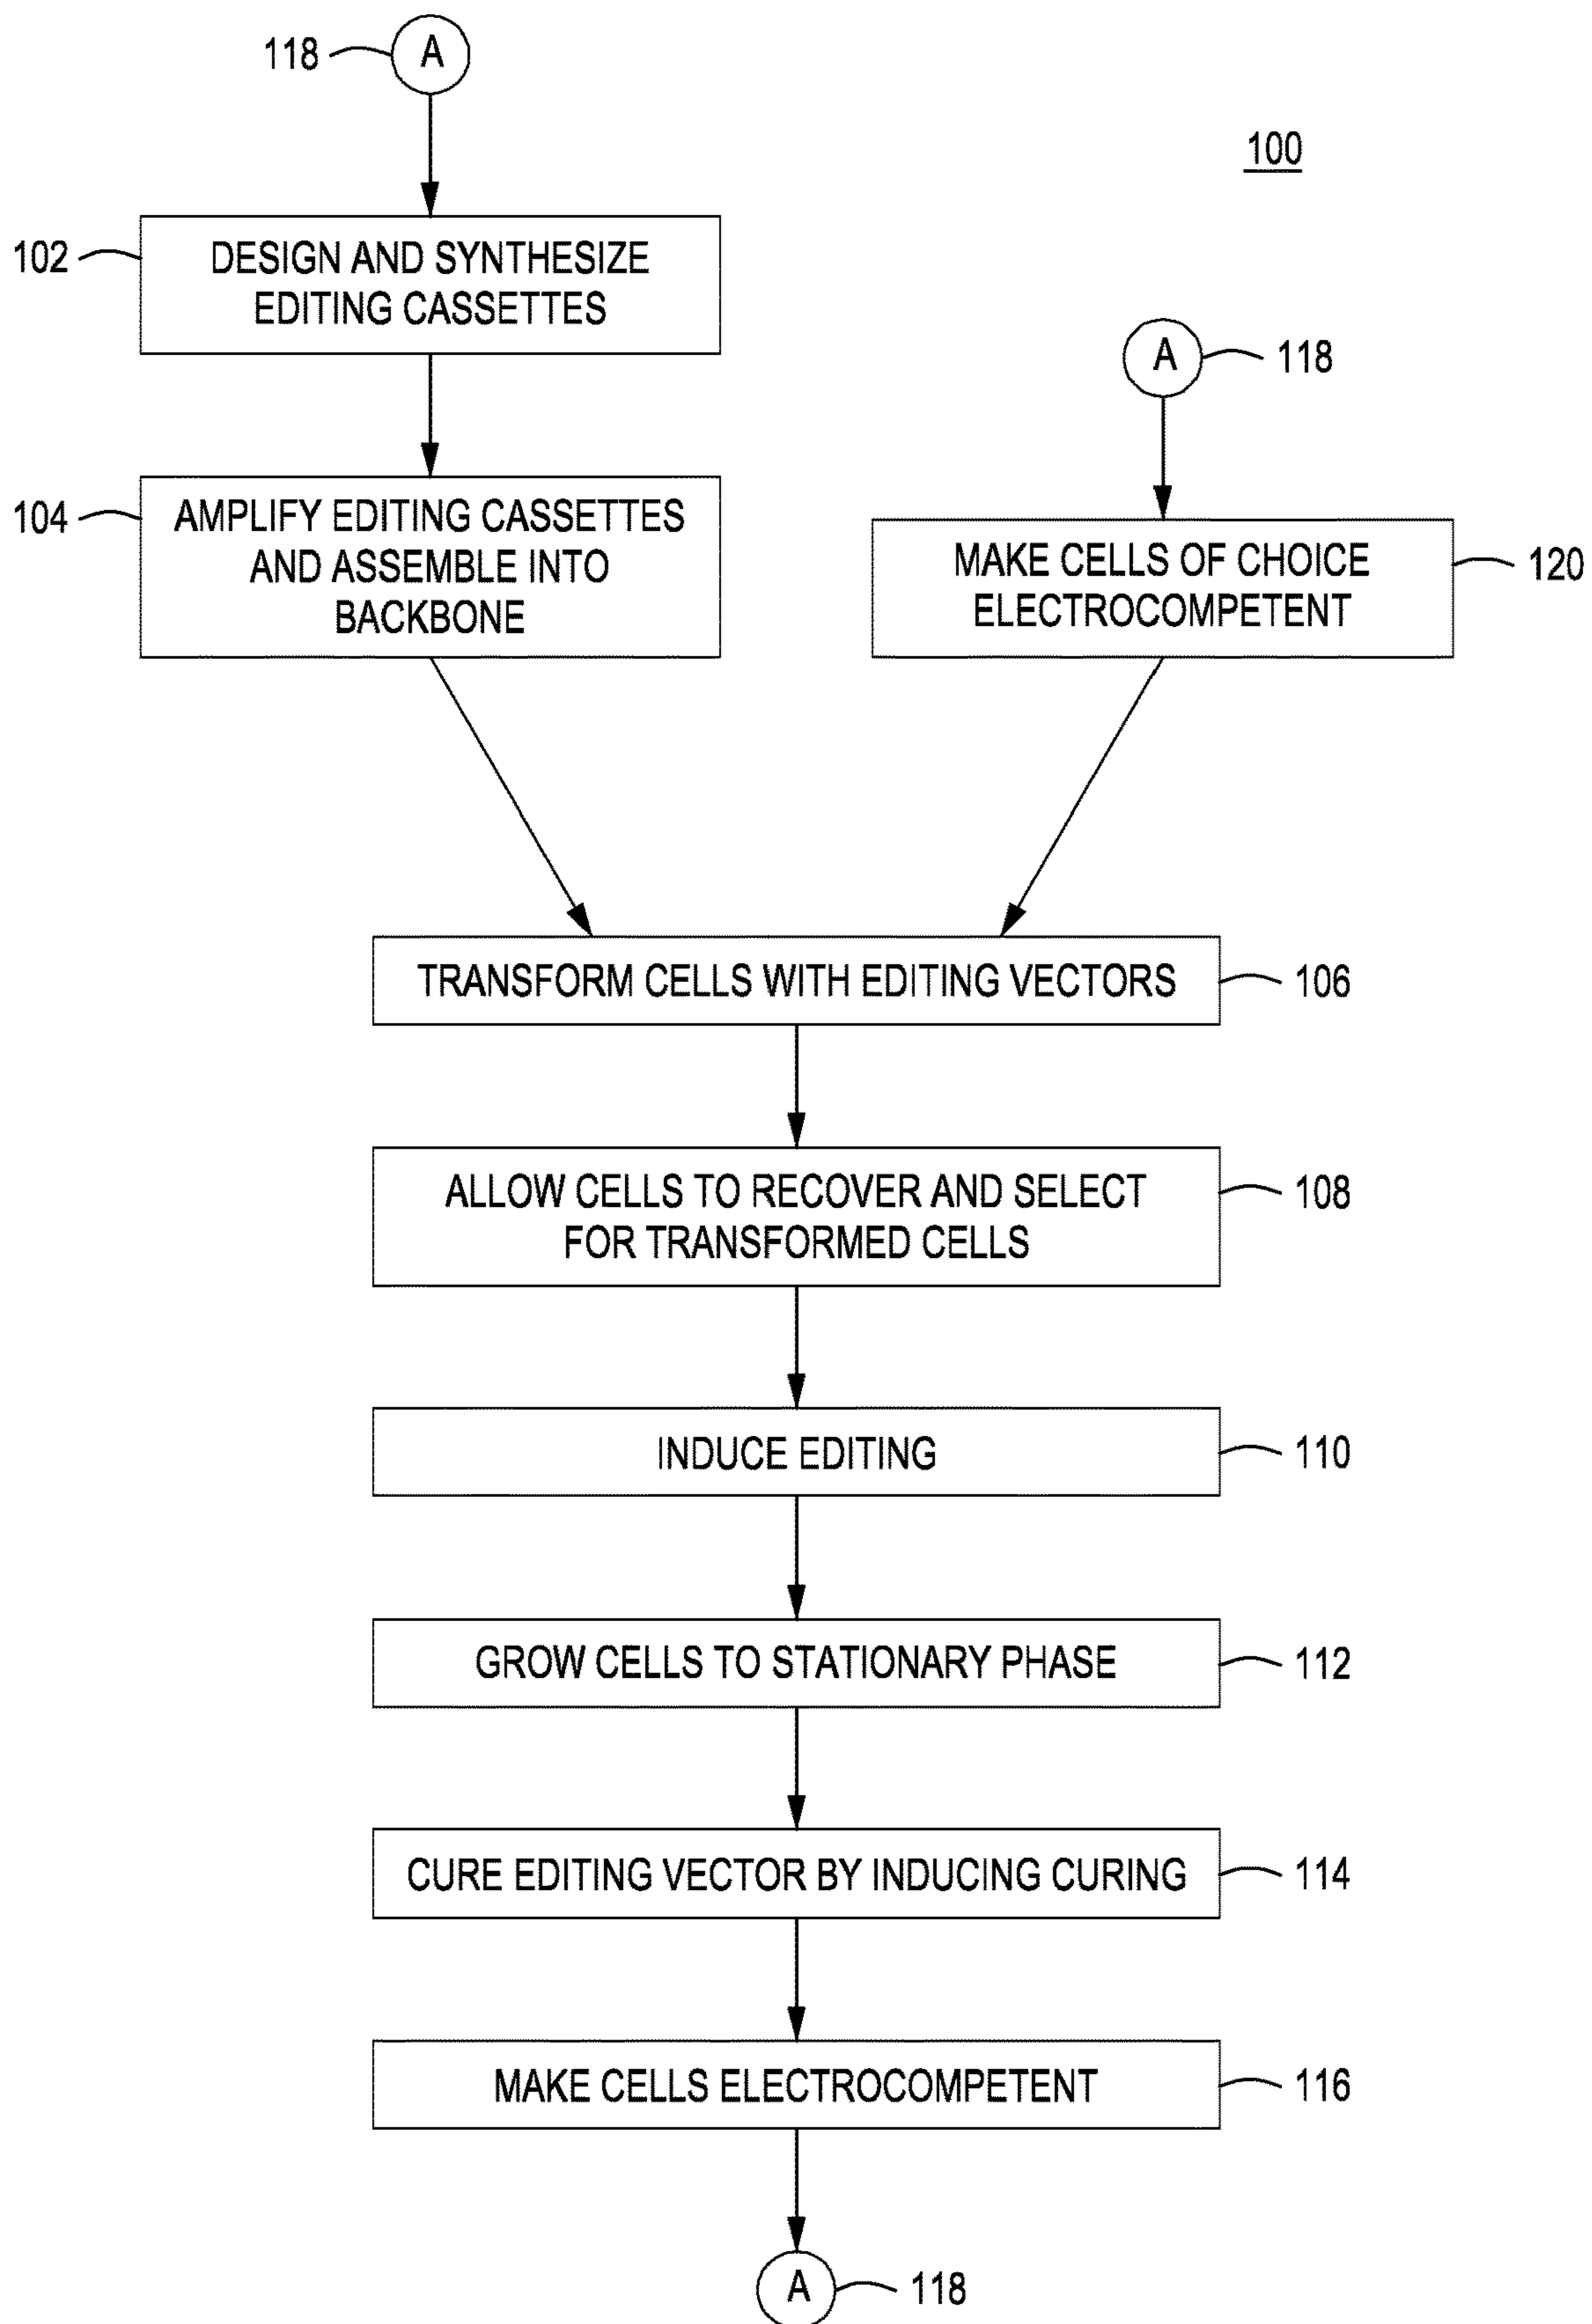 118
A
100
102
DESIGN AND SYNTHESIZE
EDITING CASSETTES
A
118
104
AMPLIFY EDITING CASSETTES
AND ASSEMBLE INTO
BACKBONE
MAKE CELLS OF CHOICE
ELECTROCOMPETENT
120
TRANSFORM CELLS WITH EDITING VECTORS
106
ALLOW CELLS TO RECOVER AND SELECT
FOR TRANSFORMED CELLS
108
INDUCE EDITING
110
GROW CELLS TO STATIONARY PHASE
112
CURE EDITING VECTOR BY INDUCING CURING
114
MAKE CELLS ELECTROCOMPETENT
116
A
118